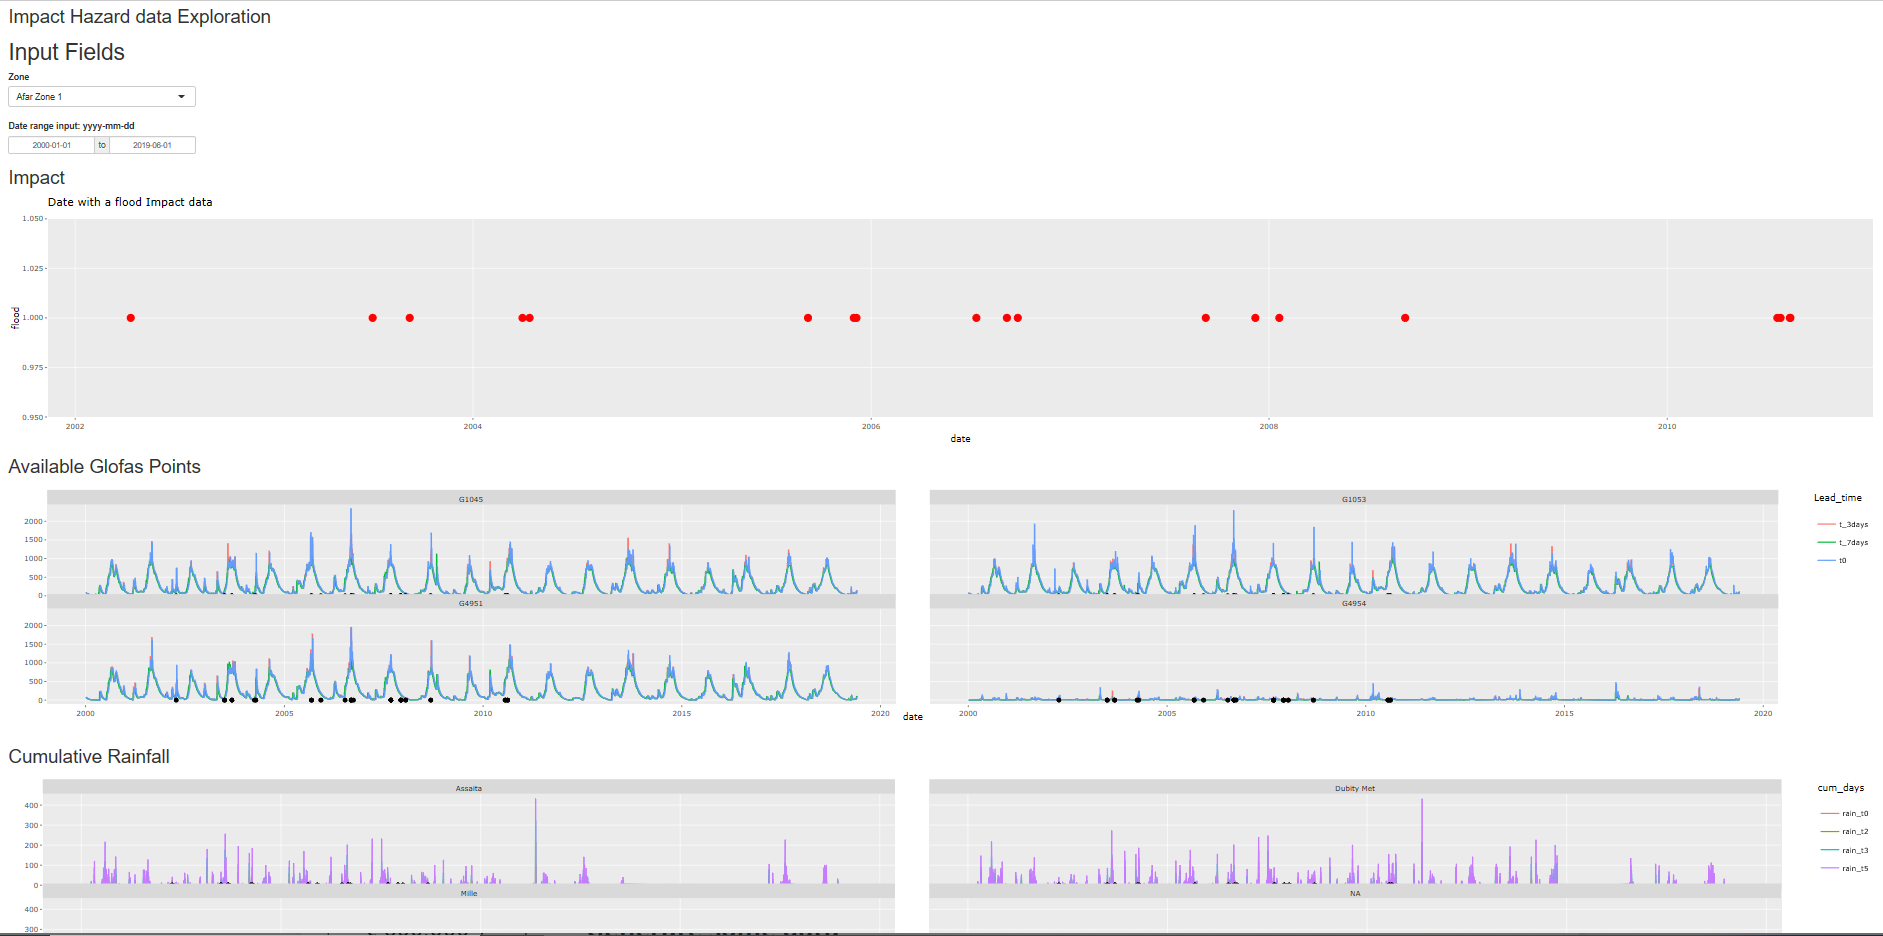 Impact Hazard data Exploration
Input Fields
Zone
Afar Zone 1
Date range input: yyyy-mm-dd
2000-01-01 to 2019-06-01
Impact
Date with a flood Impact data
1.050
1.025
1.000
0.975
0.950
flood
2002 2004 2006 2008 2010
date
Available Glofas Points
G1045 G1053
2000
1500
1000
500
0
G4951 G4954
2000
1500
1000
500
0
2000 2005 2010 2015 2020 2000 2005 2010 2015 2020
date
Lead_time
t_3days
t_7days
t0
Cumulative Rainfall
Assaita Dubity Met
400
300
200
100
0
Mille NA
400
300
cum_days
rain_t0
rain_t2
rain_t3
rain_t5